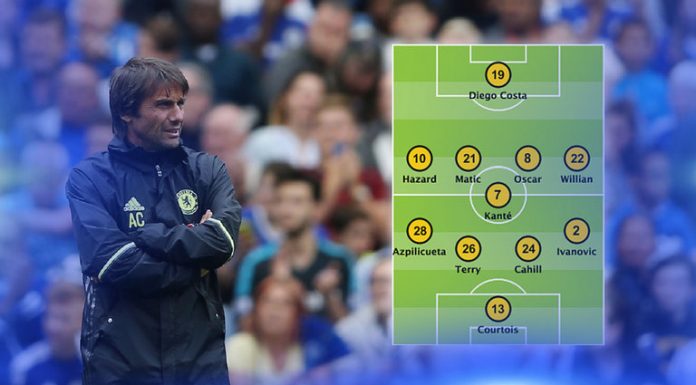 19
Diego Costa
10 21 8 22
Hazard Matic Oscar Willian
7
Kanté
28 2
Azpilicueta Ivanovic
26 24
Terry Cahill
13
Courtois
adidas
AC